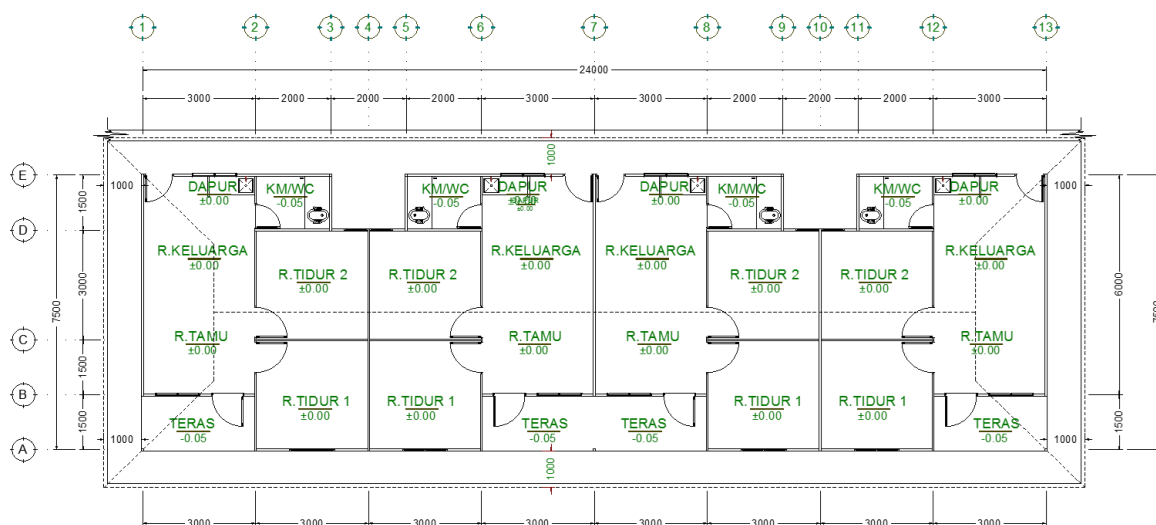 1 2 3 4 5 6 7 8 9 10 11 12 13
24000
3000 2000 2000 2000 3000 3000 2000 2000 2000 3000
1000
E
1000 1000
DAPUR KM/WC KM/WC DAPUR DAPUR KM/WC KM/WC DAPUR
±0.00 -0.05 -0.05 ±0.00 ±0.00 -0.05 -0.05 ±0.00
1500
D
R.KELUARGA R.KELUARGA R.KELUARGA R.KELUARGA
±0.00 ±0.00 ±0.00 ±0.00
R.TIDUR 2 R.TIDUR 2 R.TIDUR 2 R.TIDUR 2
±0.00 ±0.00 ±0.00 ±0.00
3000 6000
7500 7500
C
R.TAMU R.TAMU R.TAMU R.TAMU
±0.00 ±0.00 ±0.00 ±0.00
1500
B
R.TIDUR 1 R.TIDUR 1 R.TIDUR 1 R.TIDUR 1
±0.00 ±0.00 ±0.00 ±0.00
1500 1500
TERAS TERAS TERAS TERAS
-0.05 -0.05 -0.05 -0.05
1000 1000
A
1000
3000 3000 3000 3000 3000 3000 3000 3000